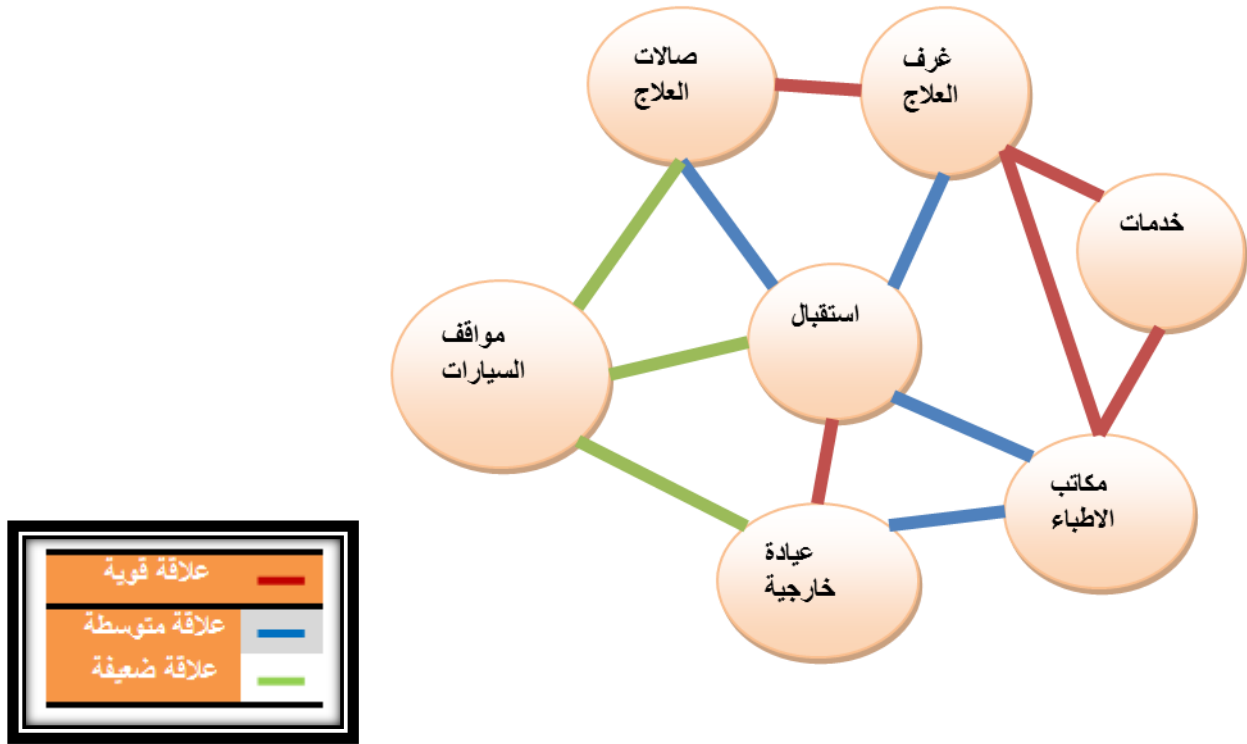 صالات
العلاج
غرف
العلاج
خدمات
استقبال
مواقف
السيارات
مكاتب
الاطباء
عيادة
خارجية
علاقة قوية
علاقة متوسطة
علاقة ضعيفة